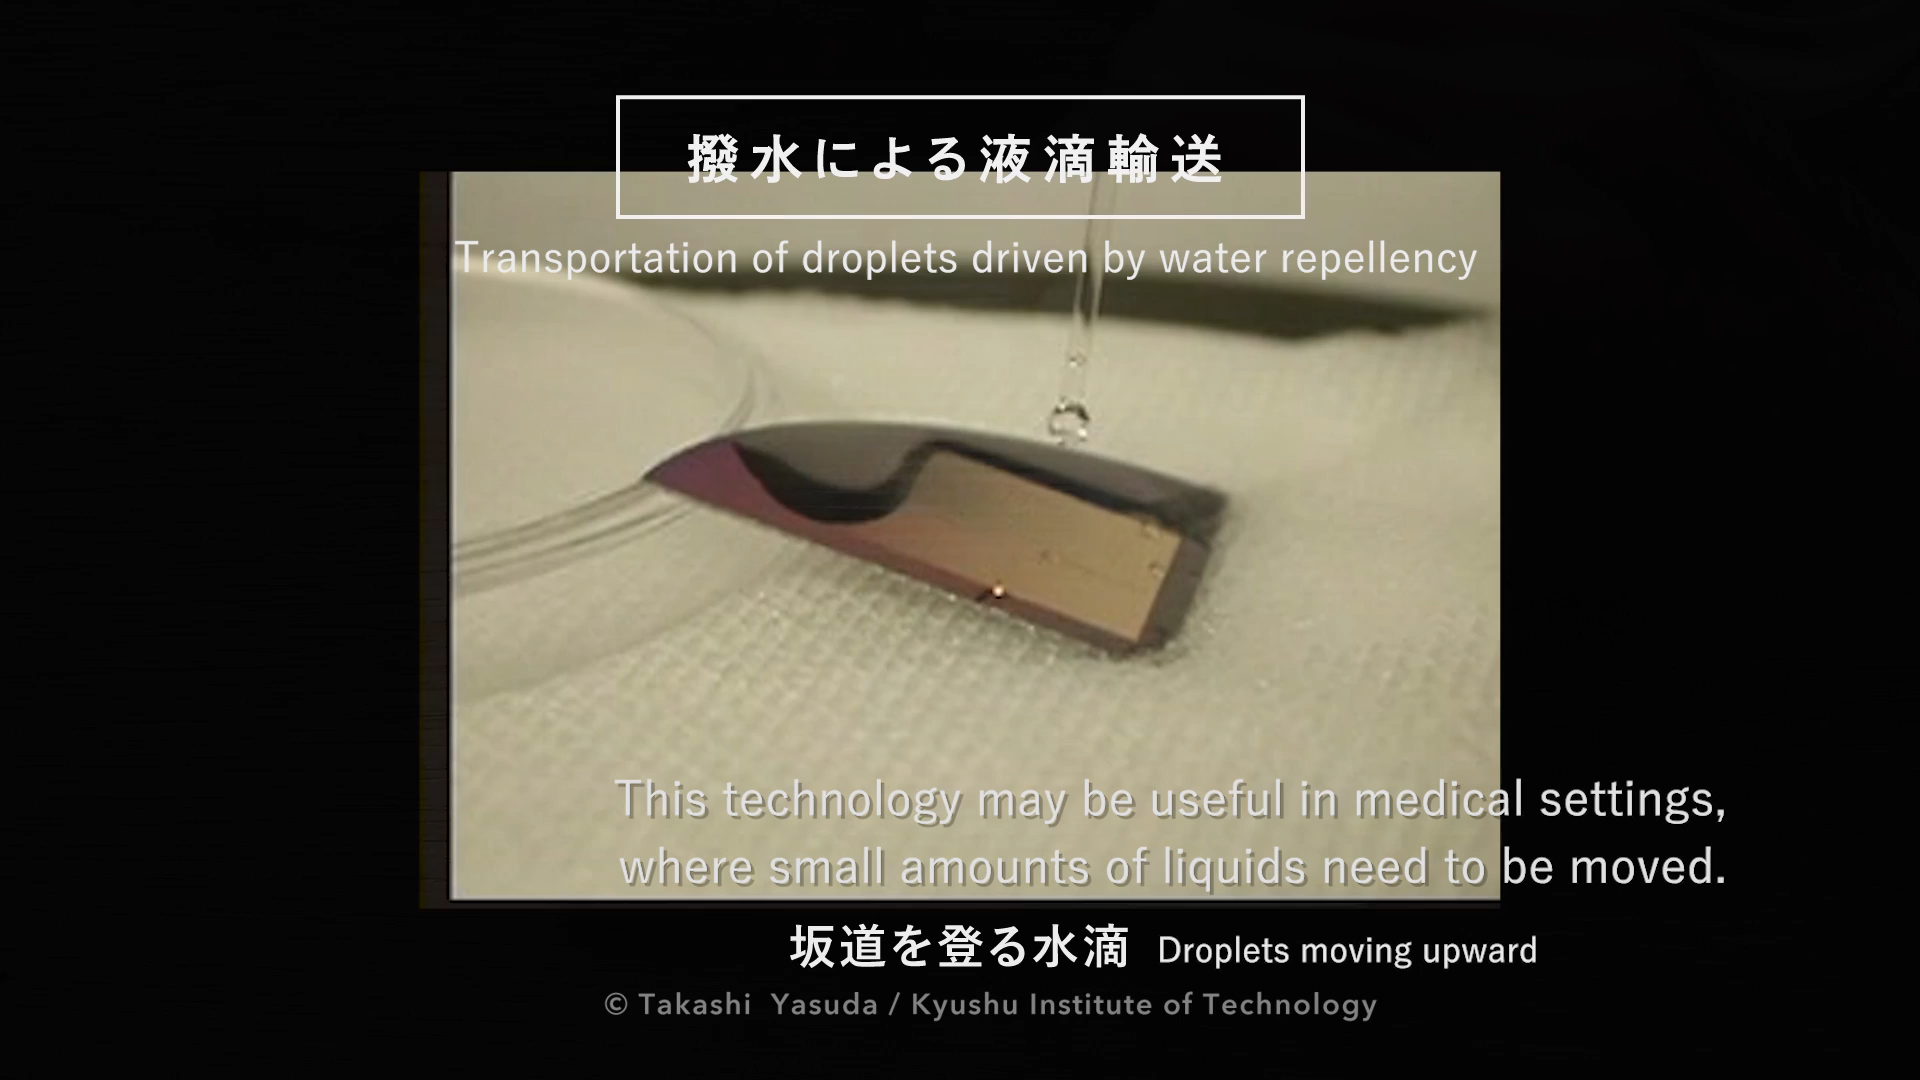 撥水による液滴輸送
Transportation of droplets driven by water repellency
This technology may be useful in medical settings,
where small amounts of liquids need to be moved.
坂道を登る水滴 Droplets moving upward
© Takashi Yasuda / Kyushu Institute of Technology